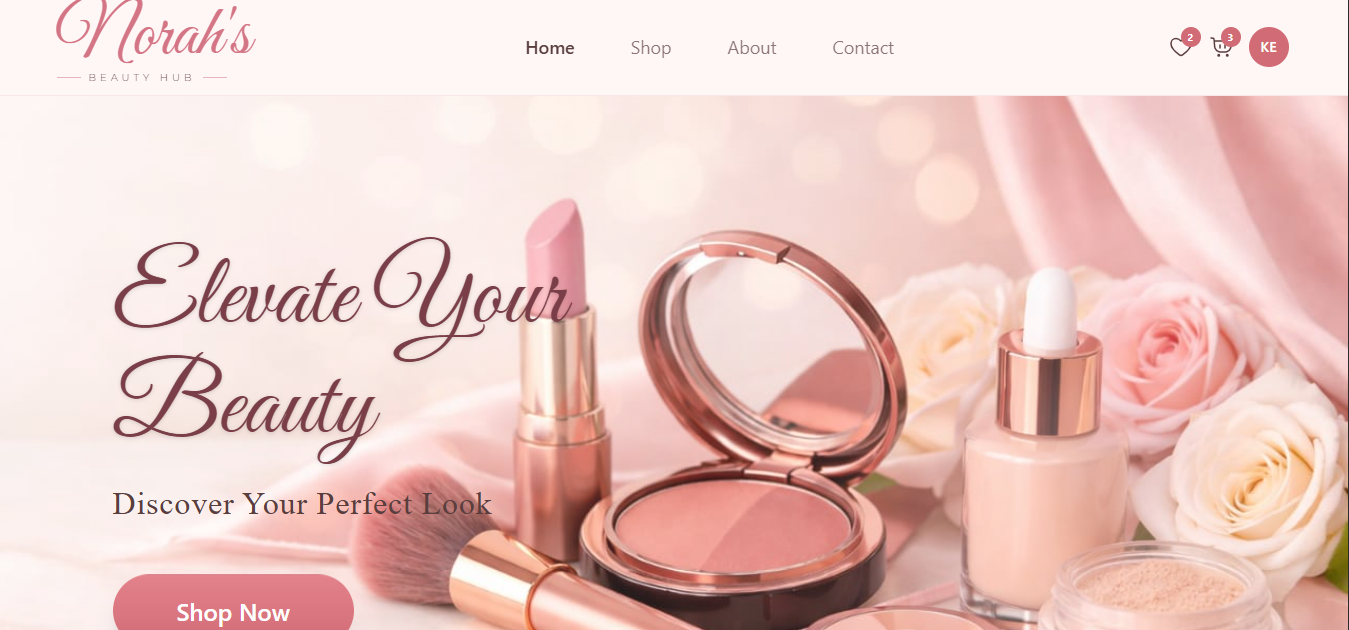 Norah's
BEAUTY HUB
Home Shop About Contact
2 3 KE
Elevate Your
Beauty
Discover Your Perfect Look
Shop Now